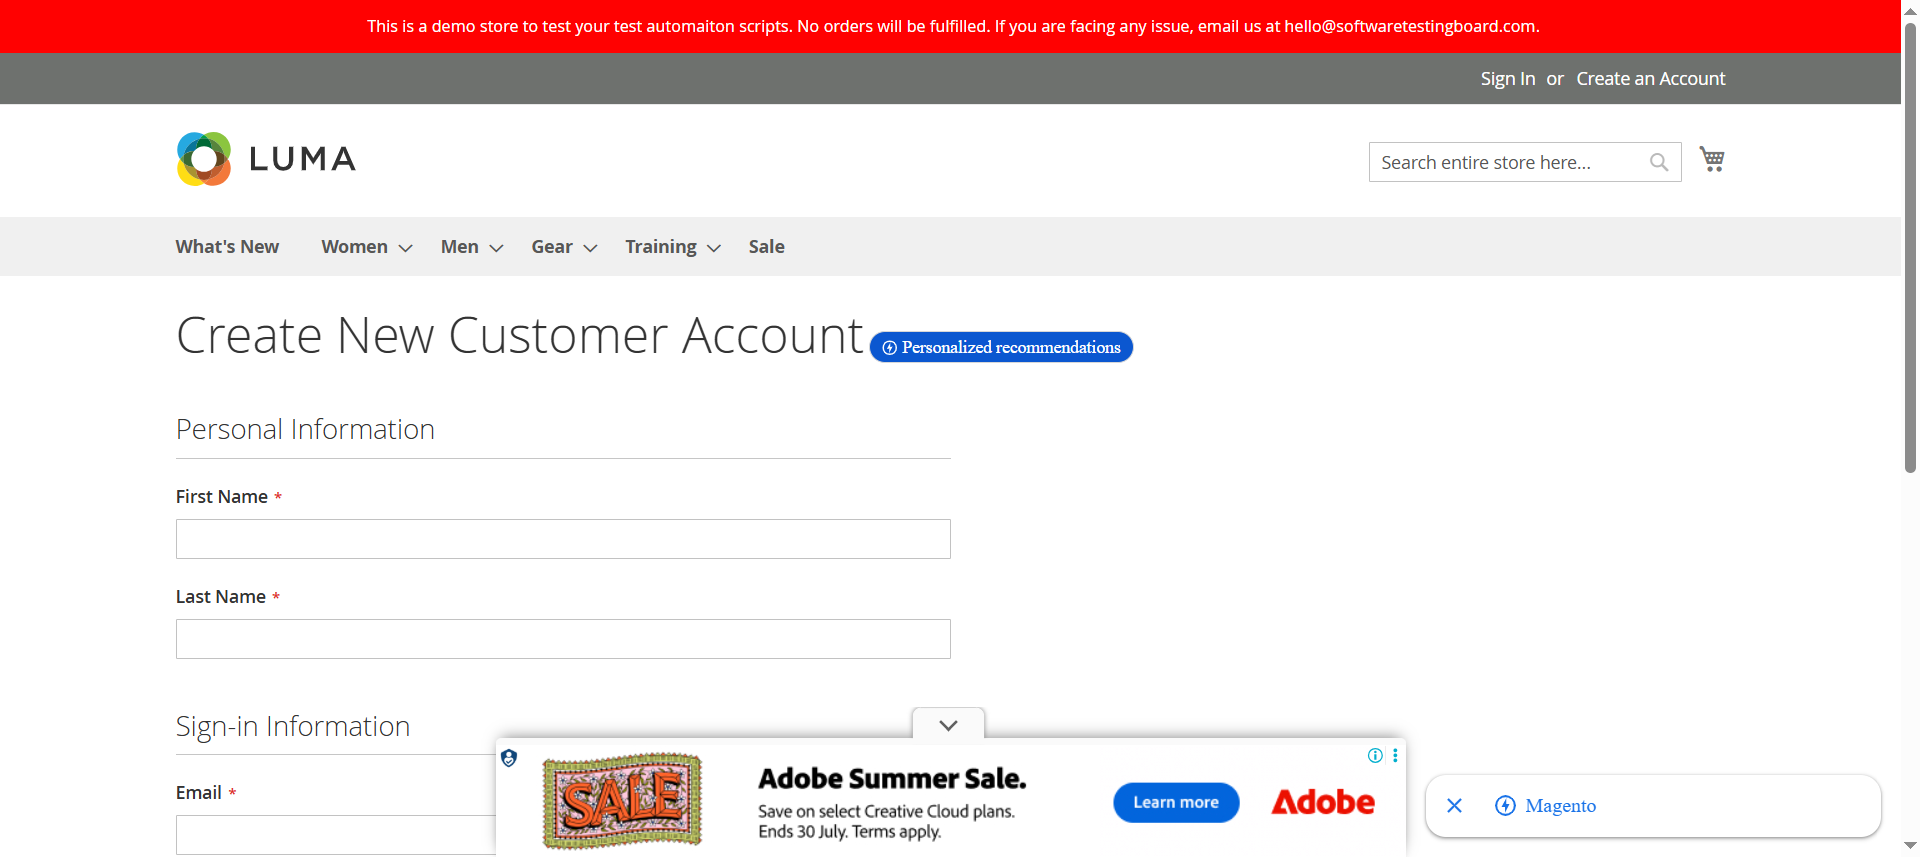 This is a demo store to test your test automaiton scripts. No orders will be fulfilled. If you are facing any issue, email us at hello@softwaretestingboard.com.
Sign In or Create an Account
LUMA
Search entire store here...
What's New Women Men Gear Training Sale
Create New Customer Account
Personalized recommendations
Personal Information
First Name *
Last Name *
Sign-in Information
Email *
SALE
Adobe Summer Sale.
Save on select Creative Cloud plans.
Ends 30 July. Terms apply.
Learn more
Adobe
Magento